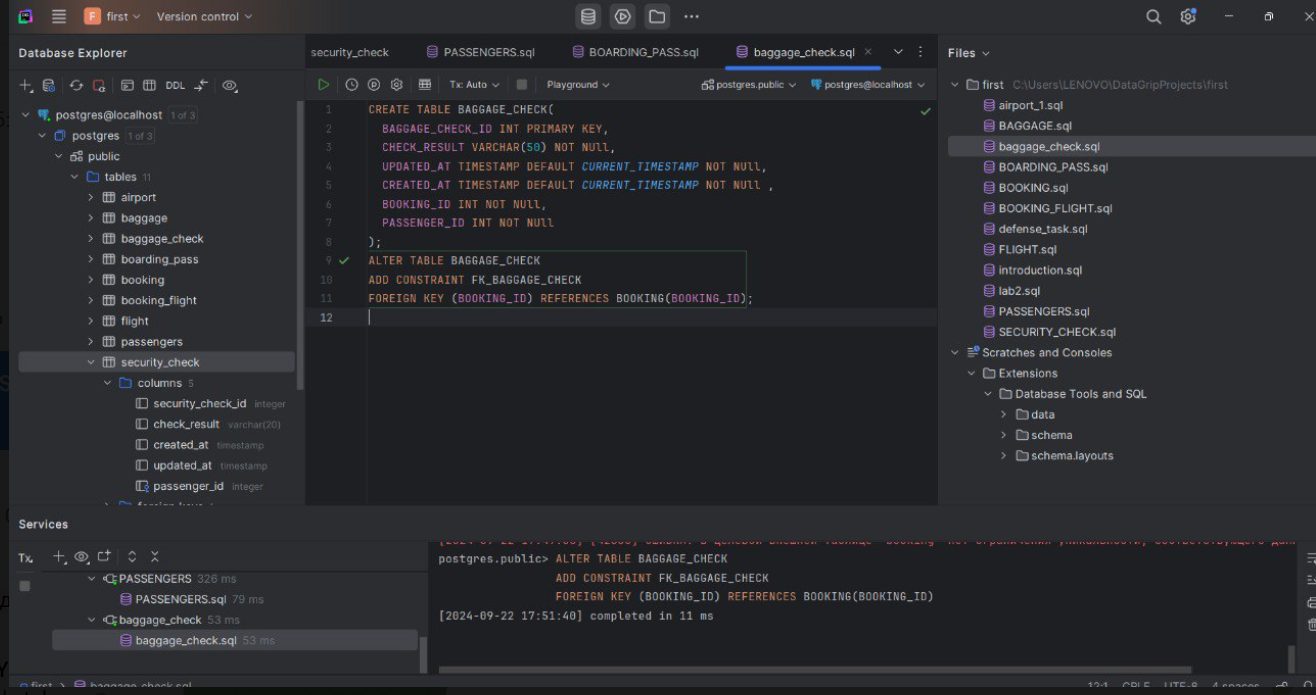 F first Version control
Database Explorer
DDL
postgres@localhost 1 of 3
postgres 1 of 3
public
tables 11
airport
baggage
baggage_check
boarding_pass
booking
booking_flight
flight
passengers
security_check
columns 5
security_check_id integer
check_result varchar(20)
created_at timestamp
updated_at timestamp
passenger_id integer
security_check PASSENGERS.sql BOARDING_PASS.sql baggage_check.sql
Tx: Auto Playground postgres.public postgres@localhost
1 CREATE TABLE BAGGAGE_CHECK(
2 BAGGAGE_CHECK_ID INT PRIMARY KEY,
3 CHECK_RESULT VARCHAR(50) NOT NULL,
4 UPDATED_AT TIMESTAMP DEFAULT CURRENT_TIMESTAMP NOT NULL,
5 CREATED_AT TIMESTAMP DEFAULT CURRENT_TIMESTAMP NOT NULL ,
6 BOOKING_ID INT NOT NULL,
7 PASSENGER_ID INT NOT NULL
8 );
9 ALTER TABLE BAGGAGE_CHECK
10 ADD CONSTRAINT FK_BAGGAGE_CHECK
11 FOREIGN KEY (BOOKING_ID) REFERENCES BOOKING(BOOKING_ID);
12
Files
first C:\Users\LENOVO\DataGripProjects\first
airport_1.sql
BAGGAGE.sql
baggage_check.sql
BOARDING_PASS.sql
BOOKING.sql
BOOKING_FLIGHT.sql
defense_task.sql
FLIGHT.sql
introduction.sql
lab2.sql
PASSENGERS.sql
SECURITY_CHECK.sql
Scratches and Consoles
Extensions
Database Tools and SQL
data
schema
schema.layouts
Services
Tx
PASSENGERS 326 ms
PASSENGERS.sql 79 ms
baggage_check 53 ms
baggage_check.sql 53 ms
postgres.public> ALTER TABLE BAGGAGE_CHECK
ADD CONSTRAINT FK_BAGGAGE_CHECK
FOREIGN KEY (BOOKING_ID) REFERENCES BOOKING(BOOKING_ID)
[2024-09-22 17:51:40] completed in 11 ms
first > baggage_check.sql
12:1 CRLF UTF-8 4 spaces